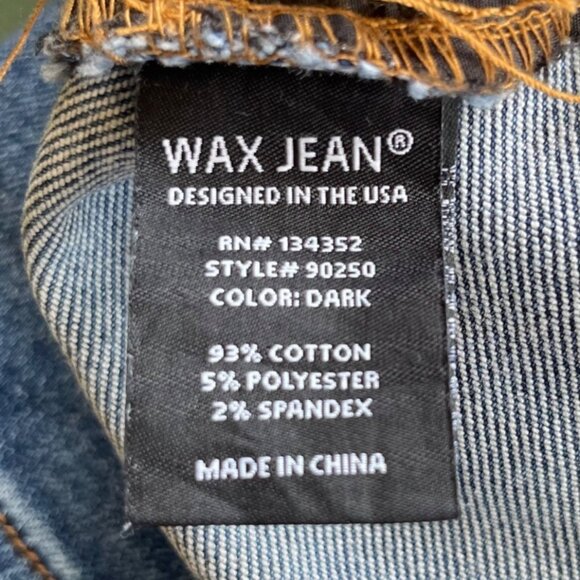 WAX JEAN®
DESIGNED IN THE USA
RN# 134352
STYLE# 90250
COLOR: DARK
93% COTTON
5% POLYESTER
2% SPANDEX
MADE IN CHINA